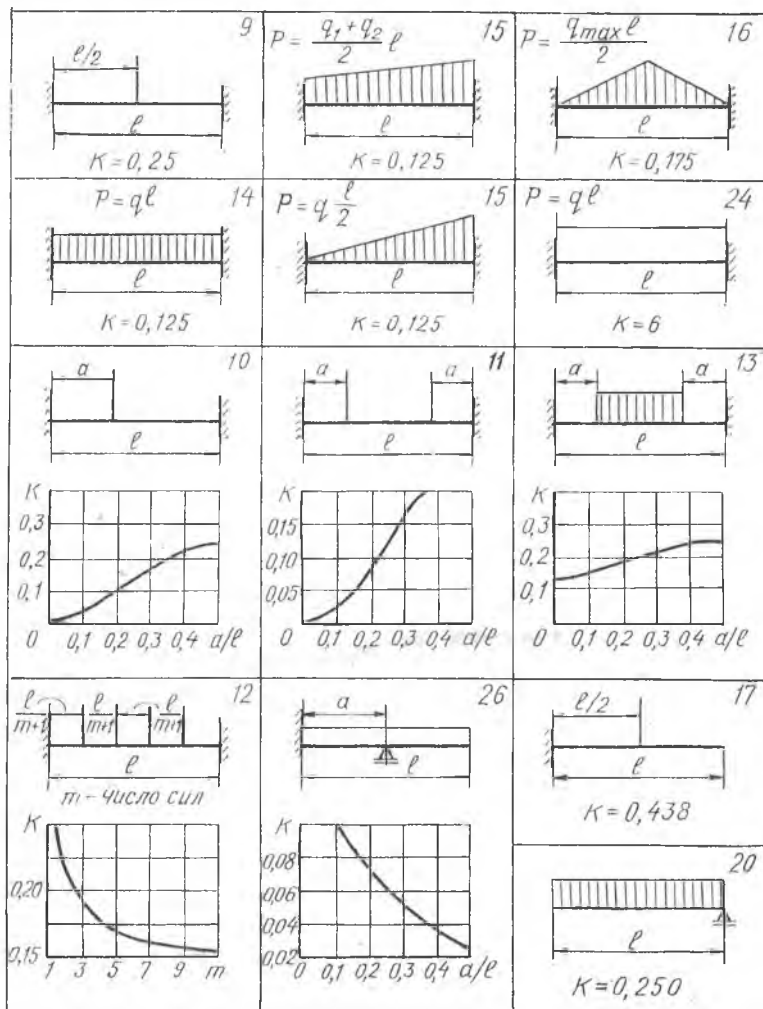 9
ℓ/2
ℓ
K=0,25
P = (q₁+q₂)/2 ℓ
15
ℓ
K=0,125
P = q max ℓ/2
16
ℓ
K=0,175
P=qℓ
14
ℓ
K=0,125
P=q ℓ/2
15
ℓ
K=0,125
P=qℓ
24
ℓ
K=6
10
a
ℓ
K
0,3
0,2
0,1
0 0,1 0,2 0,3 0,4 a/ℓ
11
a a
ℓ
K
0,15
0,10
0,05
0 0,1 0,2 0,3 0,4 a/ℓ
13
a a
ℓ
K
0,3
0,2
0,1
0 0,1 0,2 0,3 0,4 a/ℓ
12
ℓ/m+1 ℓ/m+1 ℓ/m+1
ℓ
m – число сил
K
0,20
0,15
1 3 5 7 9 m
26
a
ℓ
K
0,08
0,06
0,04
0,02
0 0,1 0,2 0,3 0,4 a/ℓ
17
ℓ/2
ℓ
K=0,438
20
ℓ
K=0,250